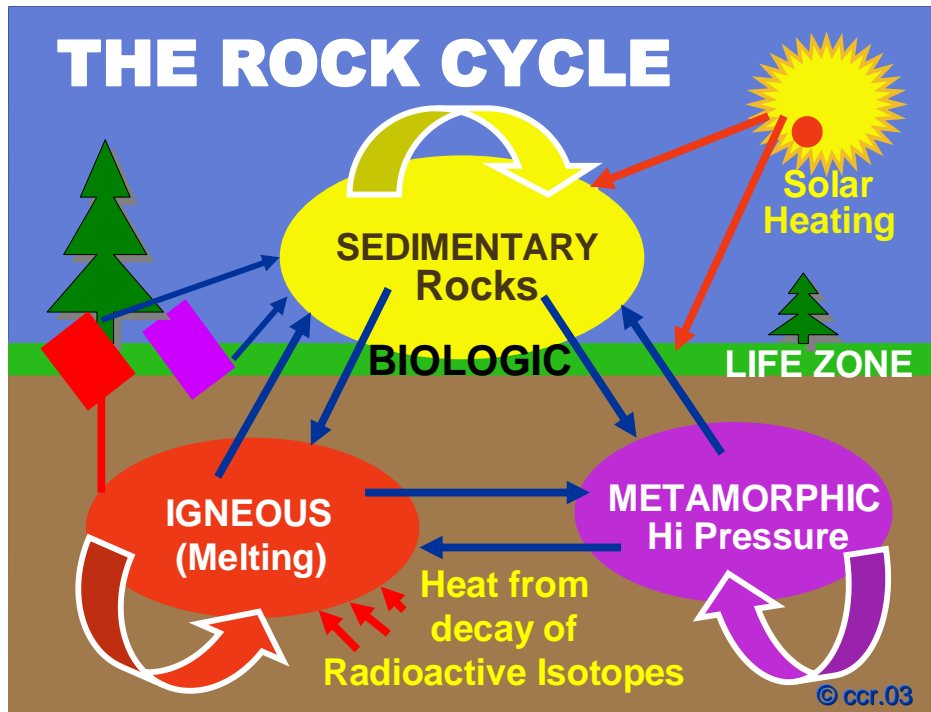 THE ROCK CYCLE
Solar
Heating
SEDIMENTARY
Rocks
BIOLOGIC
LIFE ZONE
IGNEOUS
(Melting)
METAMORPHIC
Hi Pressure
Heat from
decay of
Radioactive Isotopes
© ccr.03